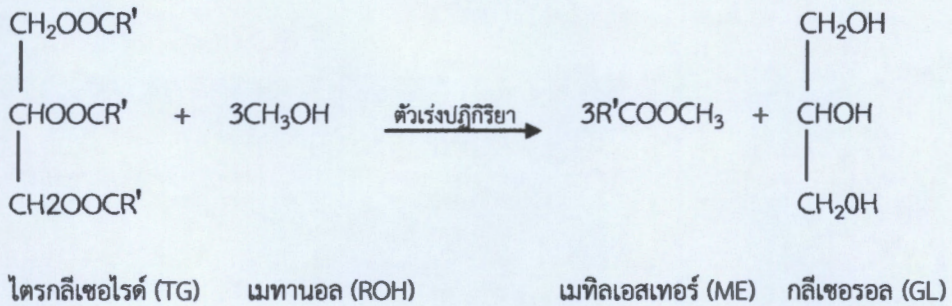 CH₂OOCR' CH₂OH
CHOOCR' + 3CH₃OH ตัวเร่งปฏิกิริยา 3R'COOCH₃ + CHOH
CH2OOCR' CH₂0H
ไตรกลีเซอไรด์ (TG) เมทานอล (ROH) เมทิลเอสเทอร์ (ME) กลีเซอรอล (GL)